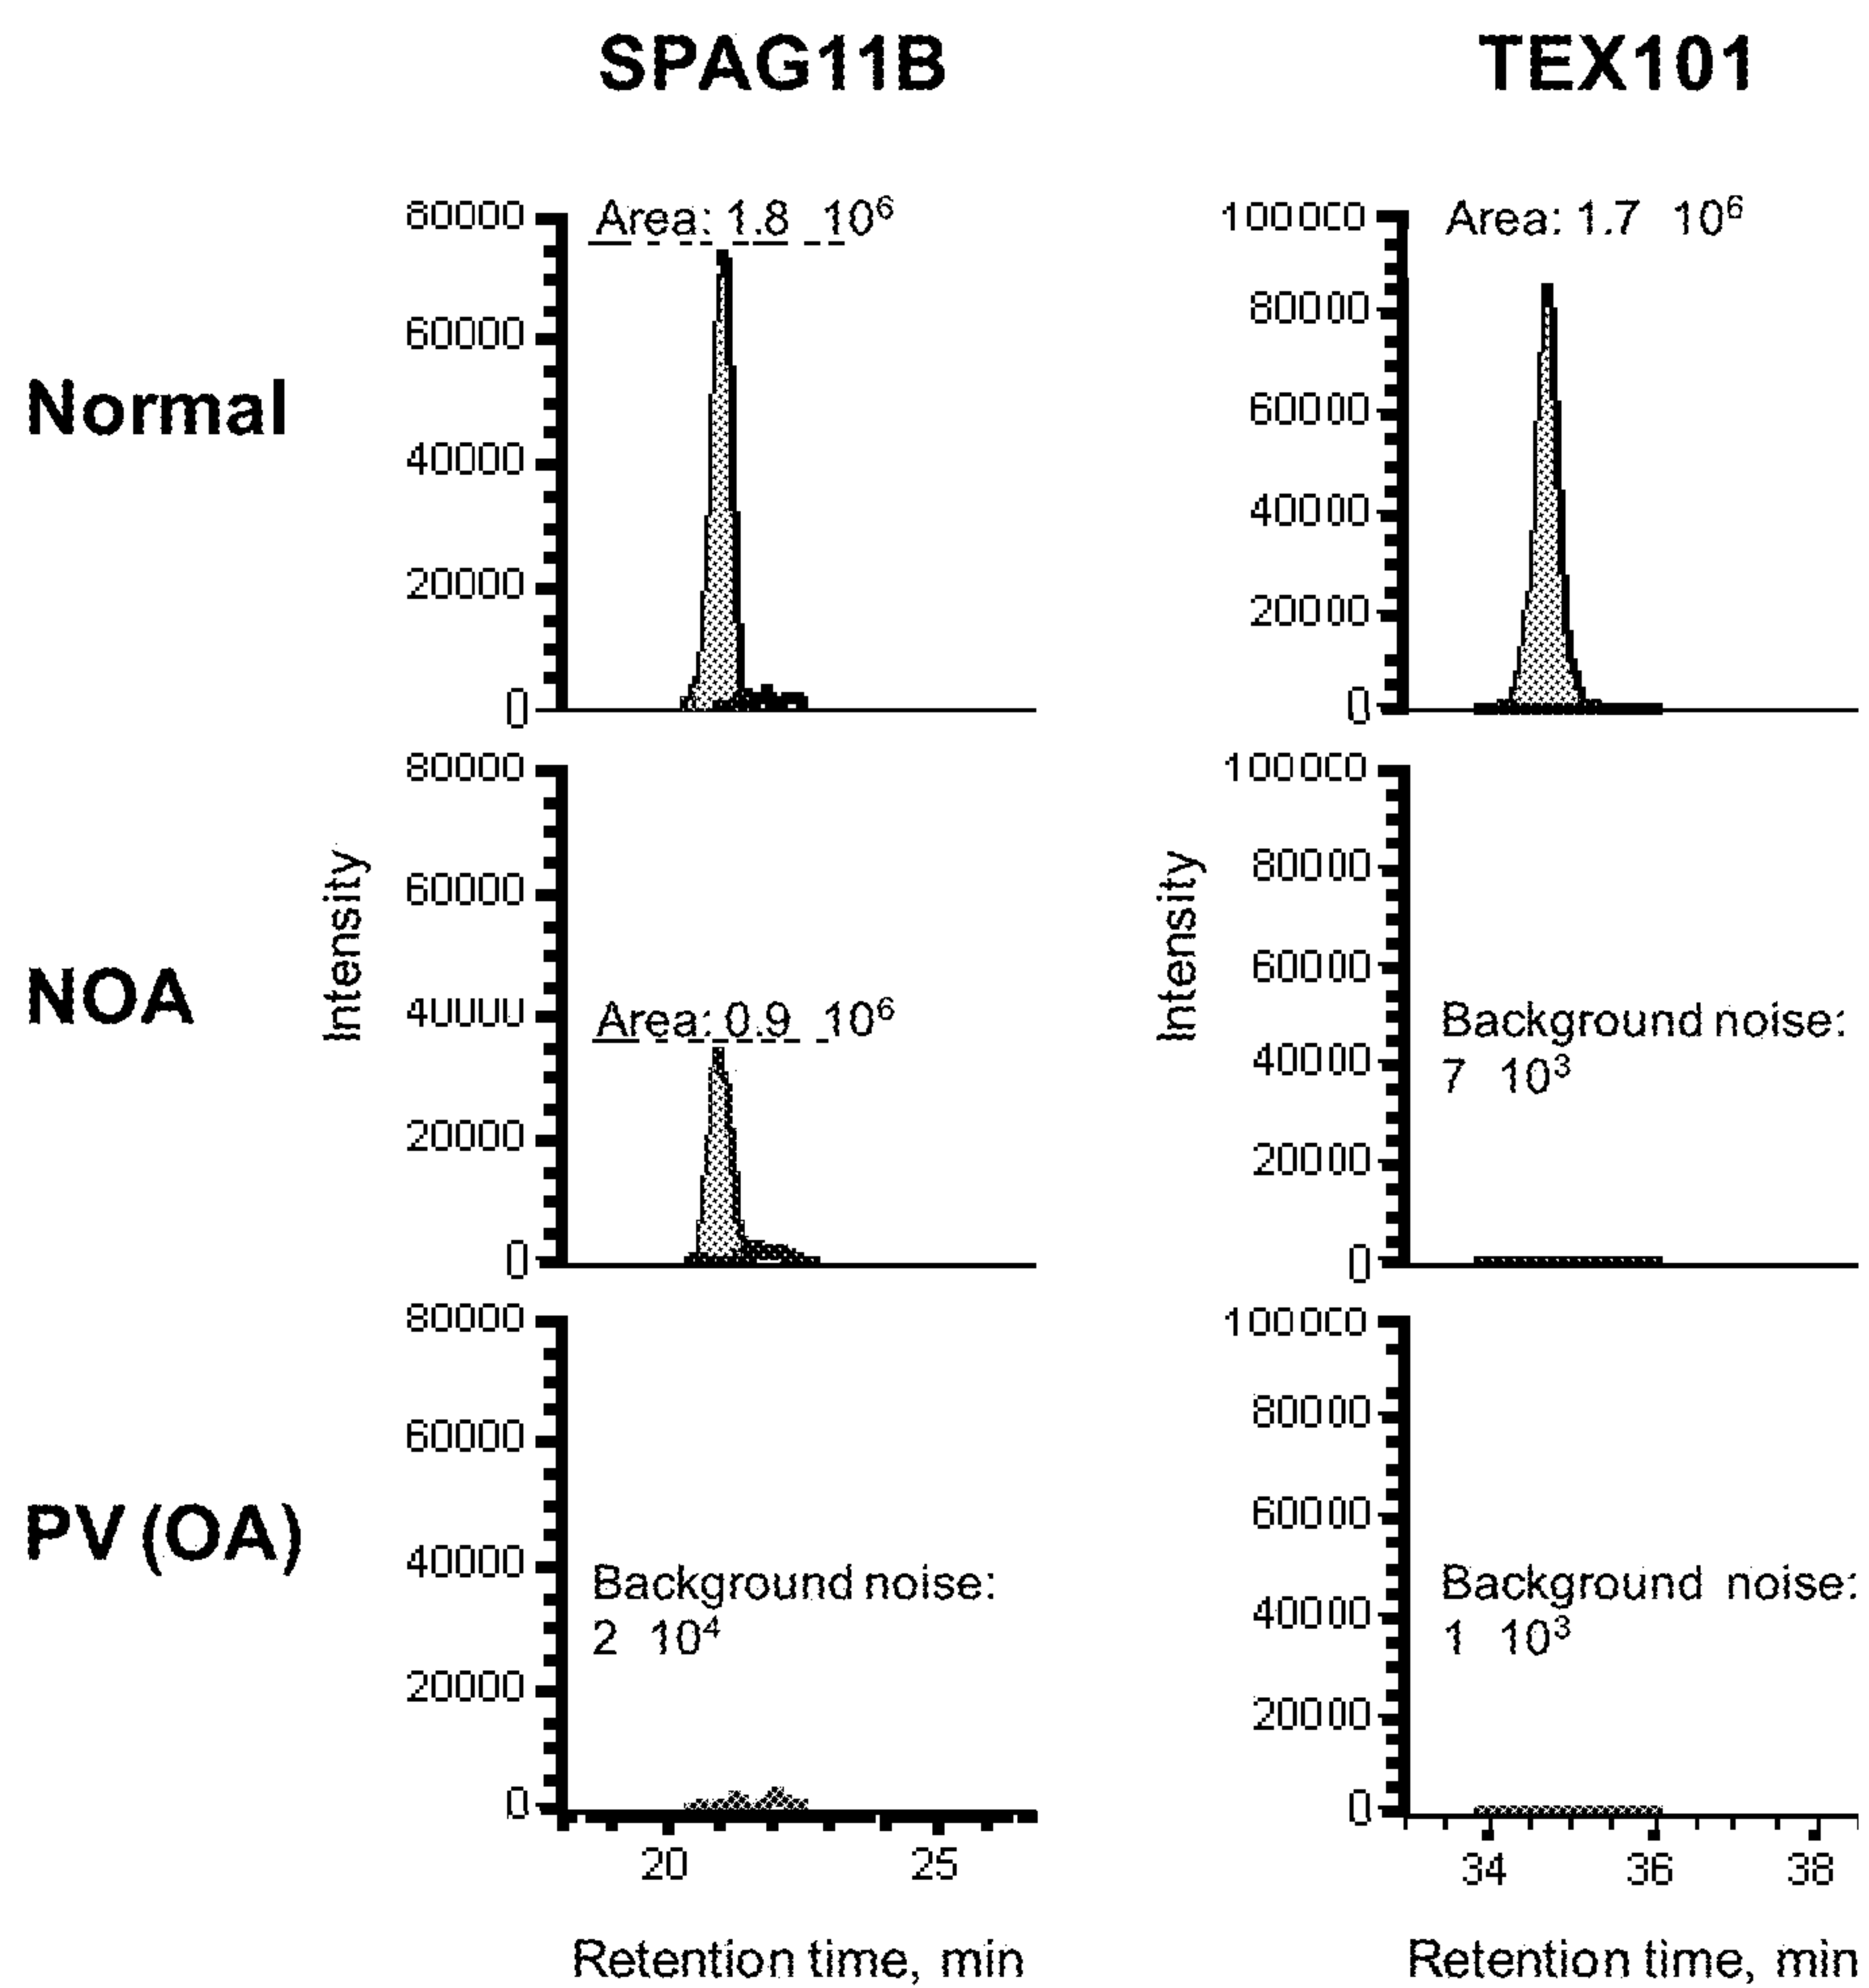 SPAG11B
TEX101
Normal
80000
60000
40000
20000
0
Area: 1.8 10⁶
100000
80000
60000
40000
20000
0
Area: 1.7 10⁶
NOA
Intensity
80000
60000
40000
20000
0
Area: 0.9 10⁶
Intensity
100000
80000
60000
40000
20000
0
Background noise:
7 10³
PV (OA)
80000
60000
40000
20000
0
Background noise:
2 10⁴
20 25
Retention time, min
100000
80000
60000
40000
20000
0
Background noise:
1 10³
34 36 38
Retention time, min